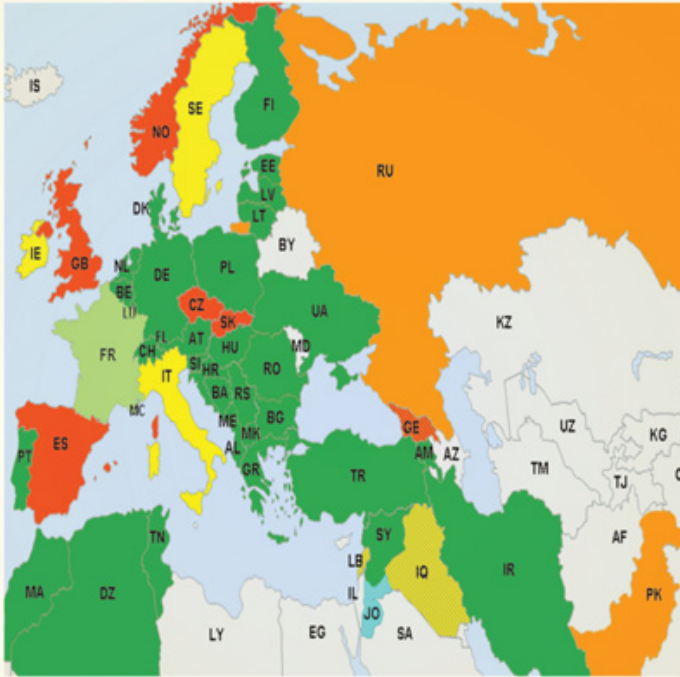 IS
SE
FI
NO
RU
EE
LV
DK
LT
IE
GB
BY
NL
DE
PL
BE
LU
CZ
SK
UA
KZ
FR
FL
CH
AT
HU
MD
SI
HR
RO
IT
MC
BA
RS
ME
BG
MK
AL
GR
PT
ES
GE
AM
AZ
UZ
KG
TM
TJ
TR
TN
SY
LB
IQ
IR
AF
PK
MA
DZ
IL
JO
LY
EG
SA